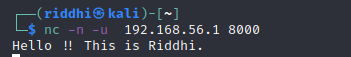 ┌──(riddhi㉿kali)-[~]
└─$ nc -n -u  192.168.56.1 8000
Hello !! This is Riddhi.